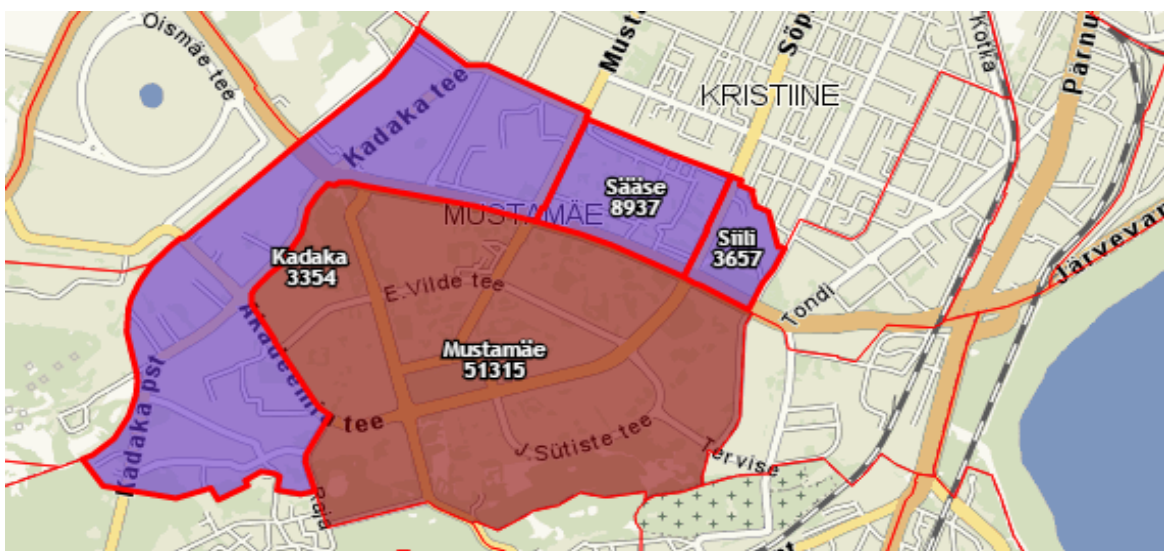 Õismäe tee
Kadaka tee
Must
Sõp
Kotka
Pärnu
KRISTIINE
Sääse
8937
MUSTAMÄE
Siili
3657
Kadaka
3354
E.Vilde tee
Tondi
Järvevan
Mustamäe
51315
Akadeemia tee
Kadaka pst
J. Sütiste tee
Tervise
Raja